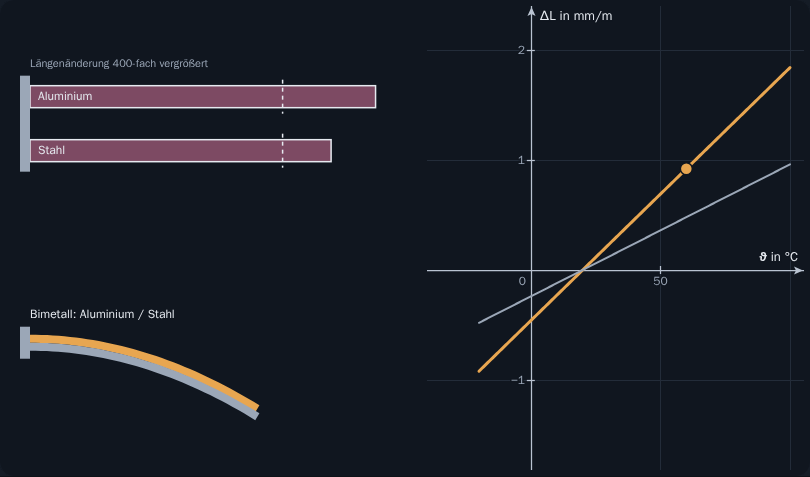 Längenänderung 400-fach vergrößert
Aluminium
Stahl
Bimetall: Aluminium / Stahl
ΔL in mm/m
2
1
ϑ in °C
0
50
−1